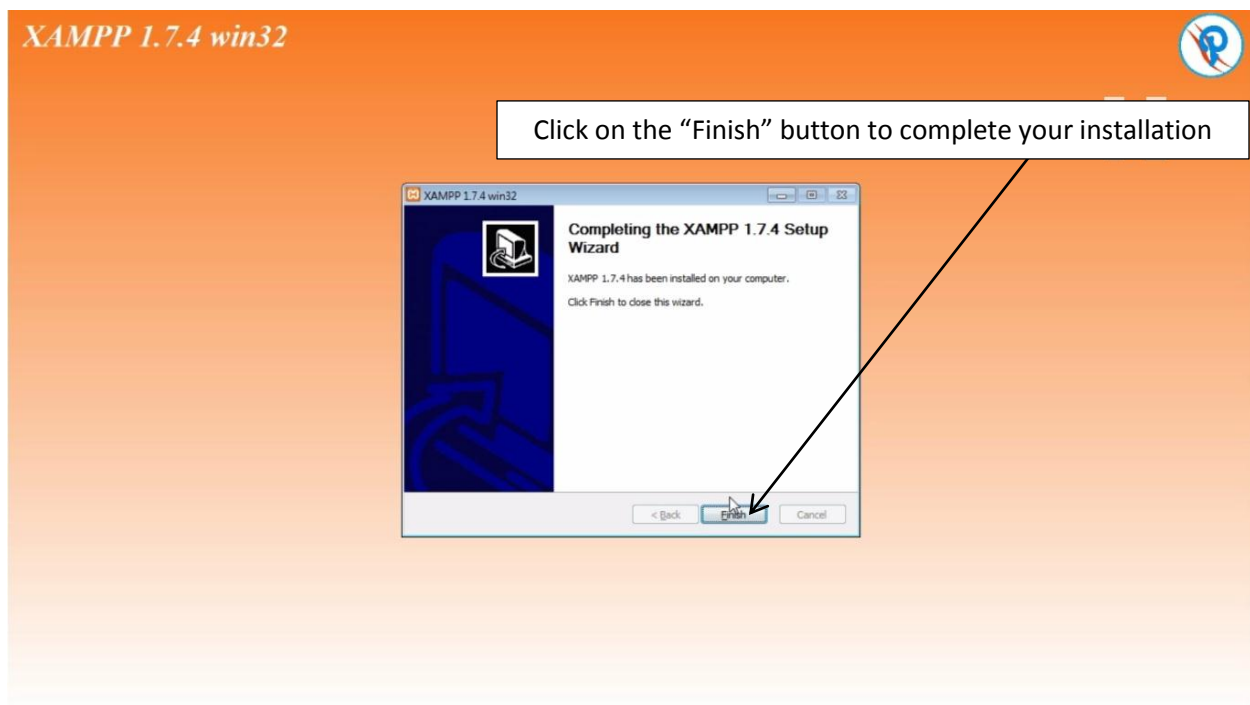 XAMPP 1.7.4 win32
Click on the “Finish” button to complete your installation
XAMPP 1.7.4 win32
Completing the XAMPP 1.7.4 Setup
Wizard
XAMPP 1.7.4 has been installed on your computer.
Click Finish to close this wizard.
< Back Finish Cancel